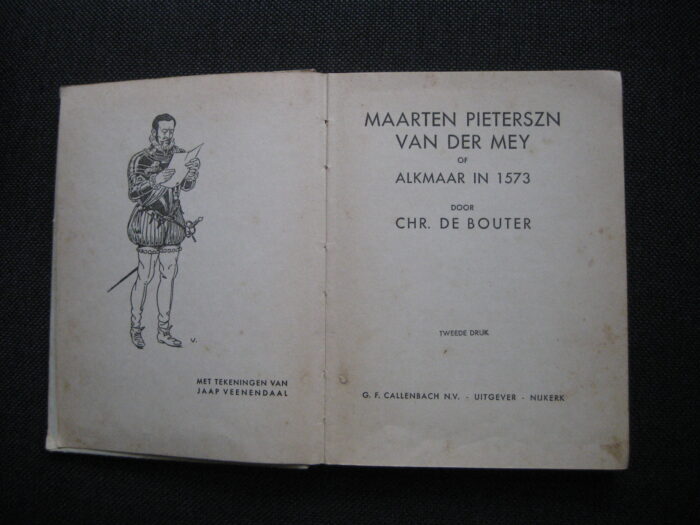 V.
MET TEKENINGEN VAN
JAAP VEENENDAAL
MAARTEN PIETERSZN
VAN DER MEY
OF
ALKMAAR IN 1573
DOOR
CHR. DE BOUTER
TWEEDE DRUK
G. F. CALLENBACH N.V. - UITGEVER - NIJKERK